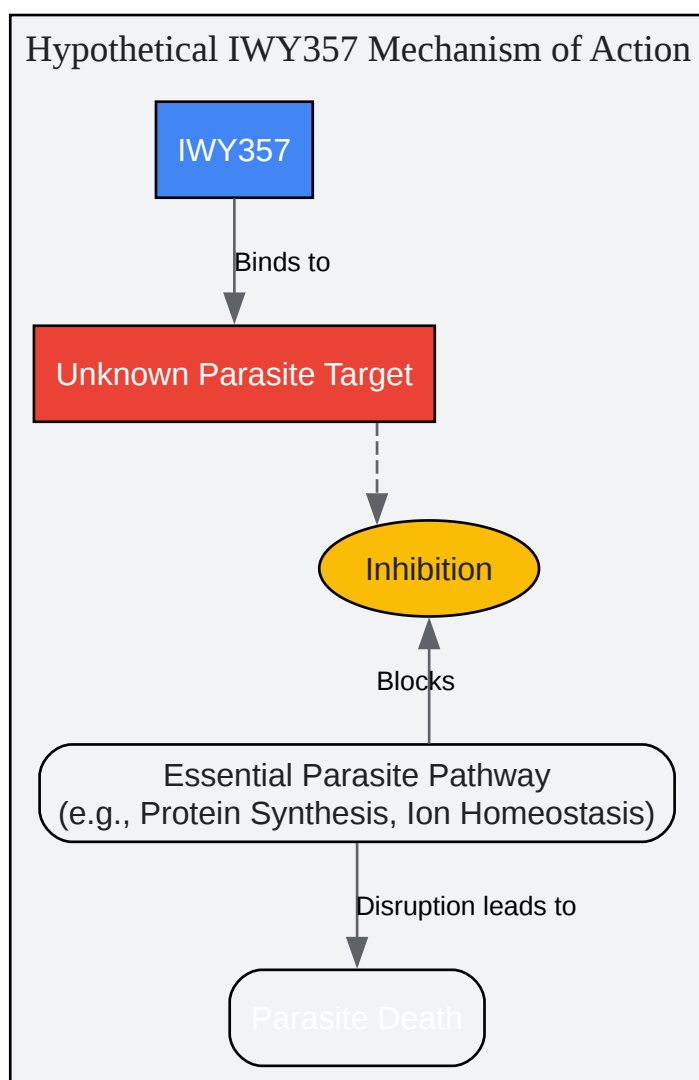 Hypothetical IWY357 Mechanism of Action
IWY357
Binds to
Unknown Parasite Target
Inhibition
Blocks
Essential Parasite Pathway
(e.g., Protein Synthesis, Ion Homeostasis)
Disruption leads to
Parasite Death